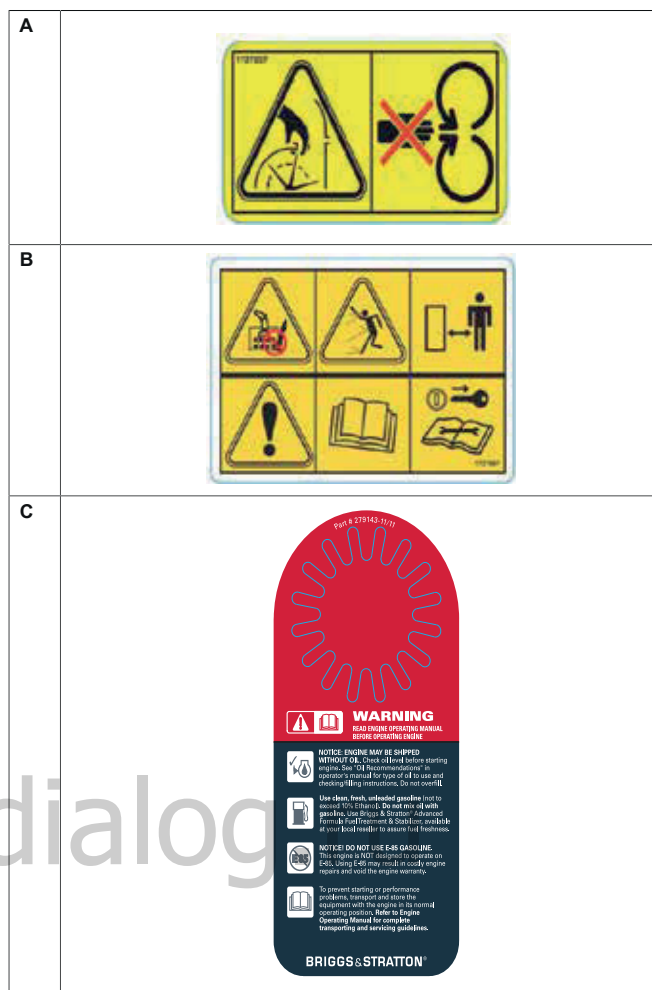 A
B
C
Part # 279143-11/11
WARNING
READ ENGINE OPERATING MANUAL
BEFORE OPERATING ENGINE
NOTICE: ENGINE MAY BE SHIPPED
WITHOUT OIL. Check oil level before starting
engine. See "Oil Recommendations" in
operator's manual for type of oil to use and
checking/filling instructions. Do not overfill.
Use clean, fresh, unleaded gasoline (not to
exceed 10% Ethanol). Do not mix oil with
gasoline. Use Briggs & Stratton® Advanced
Formula Fuel Treatment & Stabilizer, available
at your local reseller to assure fuel freshness.
E85
NOTICE! DO NOT USE E-85 GASOLINE.
This engine is NOT designed to operate on
E-85. Using E-85 may result in costly engine
repairs and void the engine warranty.
To prevent starting or performance
problems, transport and store the
equipment with the engine in its normal
operating position. Refer to Engine
Operating Manual for complete
transporting and servicing guidelines.
BRIGGS&STRATTON®
dialog